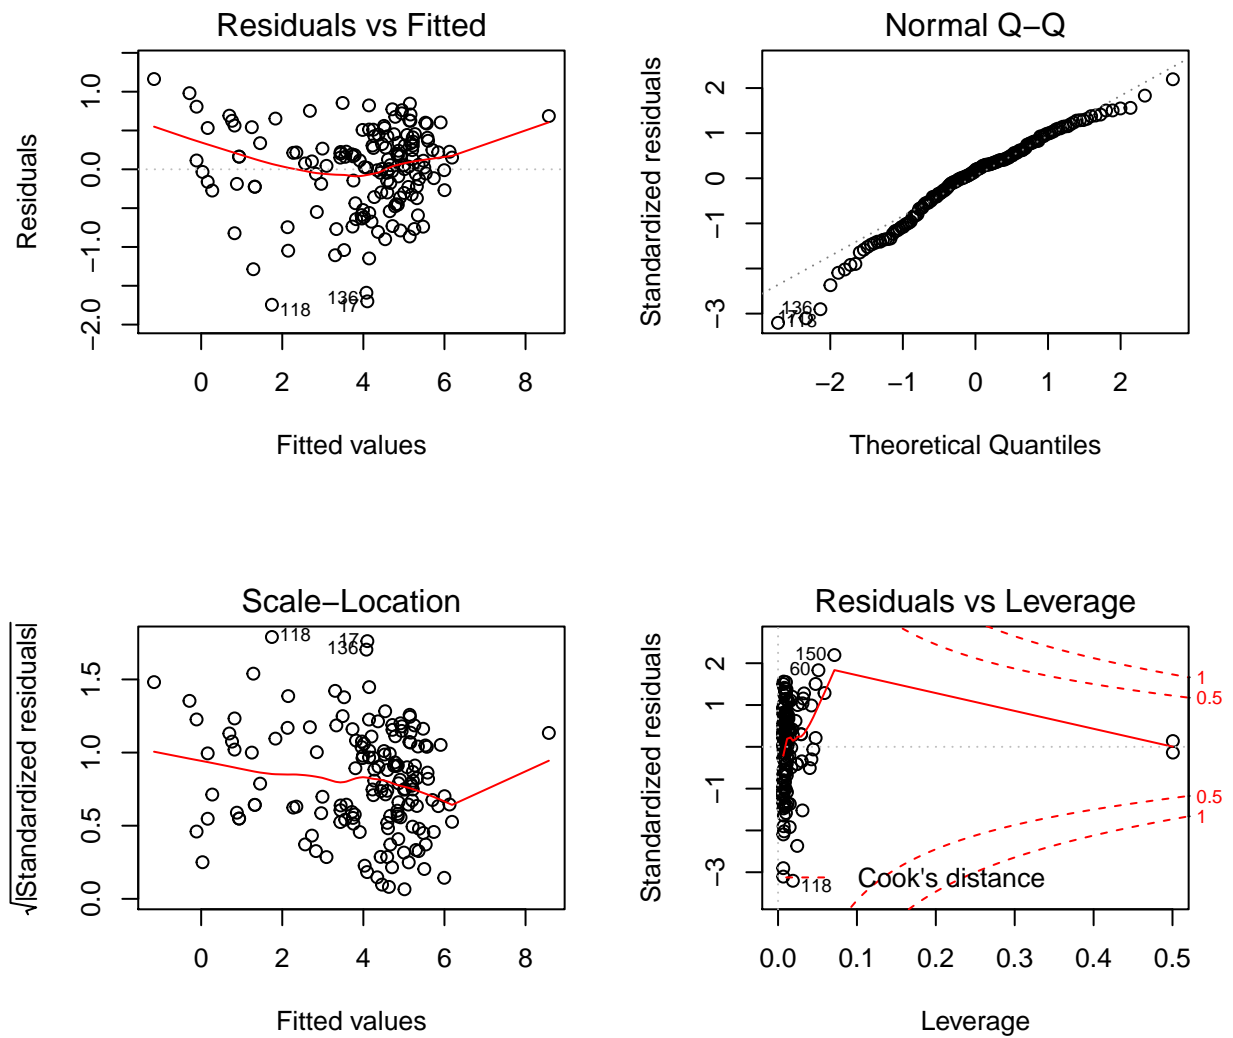 Residuals vs Fitted
Residuals
1.0
0.0
−1.0
−2.0
118
136
17
0 2 4 6 8
Fitted values
Normal Q−Q
Standardized residuals
2
1
0
−1
−3
136
17
118
−2 −1 0 1 2
Theoretical Quantiles
Scale−Location
√|Standardized residuals|
1.5
1.0
0.5
0.0
118
17
136
0 2 4 6 8
Fitted values
Residuals vs Leverage
Standardized residuals
2
1
−1
−3
150
60
118
Cook's distance
1
0.5
0.5
1
0.0 0.1 0.2 0.3 0.4 0.5
Leverage